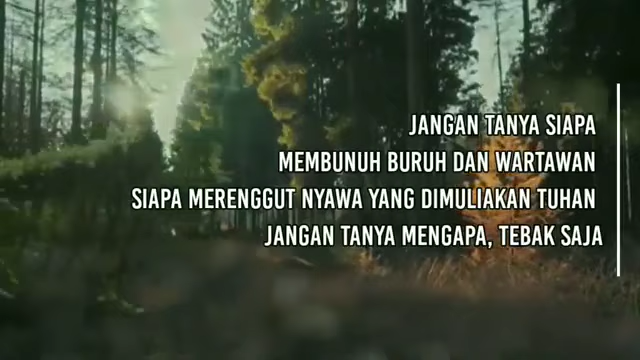 JANGAN TANYA SIAPA
MEMBUNUH BURUH DAN WARTAWAN
SIAPA MERENGGUT NYAWA YANG DIMULIAKAN TUHAN
JANGAN TANYA MENGAPA, TEBAK SAJA